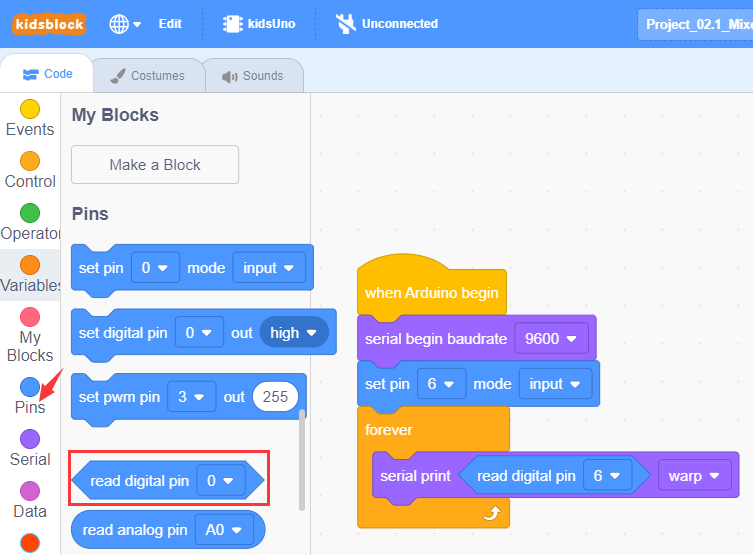 kidsblock
Edit
kidsUno
Unconnected
Project_02.1_Mixe
Code
Costumes
Sounds
Events
Control
Operator
Variables
My
Blocks
Pins
Serial
Data
My Blocks
Make a Block
Pins
set pin 0 mode input
set digital pin 0 out high
set pwm pin 3 out 255
read digital pin 0
read analog pin A0
when Arduino begin
serial begin baudrate 9600
set pin 6 mode input
forever
serial print read digital pin 6 warp